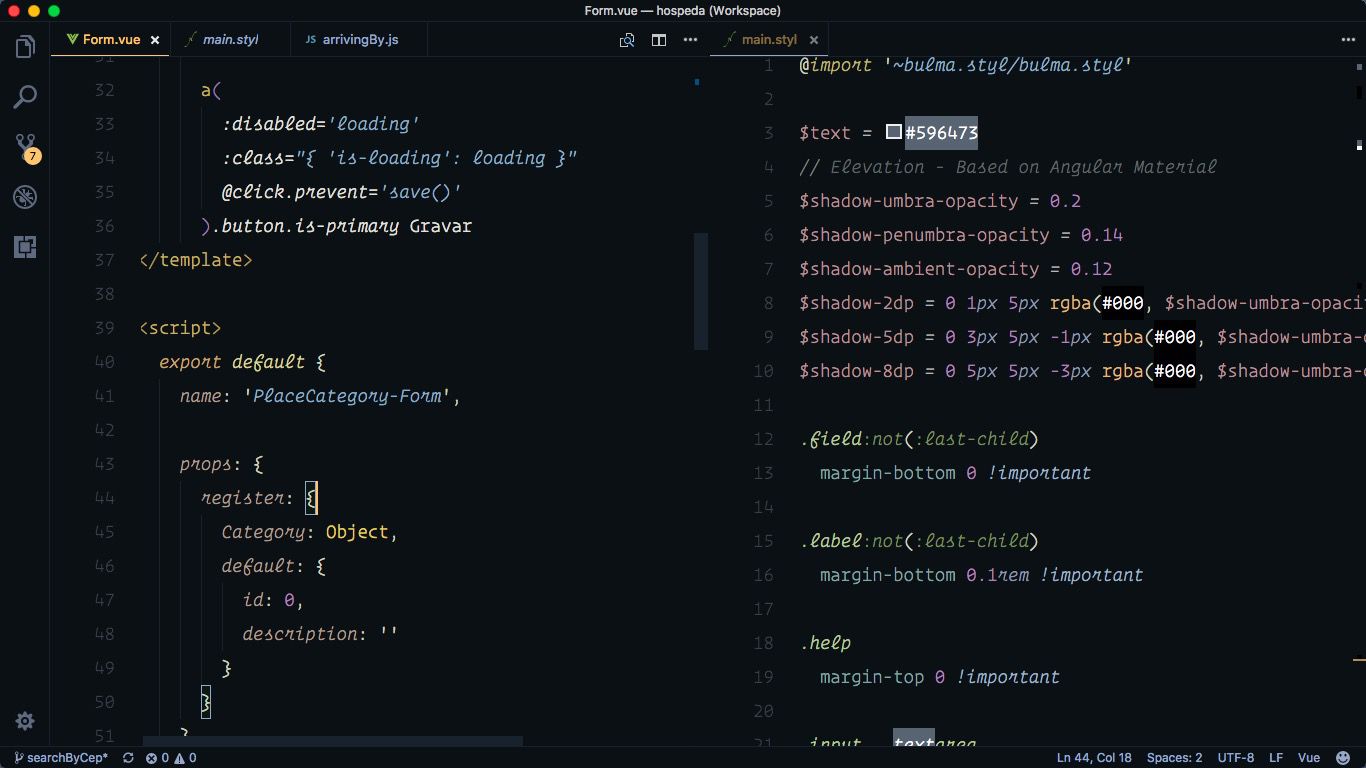 Form.vue — hospeda (Workspace)
Form.vue ×
main.styl
JS arrivingBy.js
main.styl ×
7
32 a(
33 :disabled='loading'
34 :class="{ 'is-loading': loading }"
35 @click.prevent='save()'
36 ).button.is-primary Gravar
37 </template>
38
39 <script>
40 export default {
41 name: 'PlaceCategory-Form',
42
43 props: {
44 register: {
45 Category: Object,
46 default: {
47 id: 0,
48 description: ''
49 }
50 }
51 }
1 @import '~bulma.styl/bulma.styl'
2
3 $text = #596473
4 // Elevation - Based on Angular Material
5 $shadow-umbra-opacity = 0.2
6 $shadow-penumbra-opacity = 0.14
7 $shadow-ambient-opacity = 0.12
8 $shadow-2dp = 0 1px 5px rgba(#000, $shadow-umbra-opaci
9 $shadow-5dp = 0 3px 5px -1px rgba(#000, $shadow-umbra-o
10 $shadow-8dp = 0 5px 5px -3px rgba(#000, $shadow-umbra-o
11
12 .field:not(:last-child)
13 margin-bottom 0 !important
14
15 .label:not(:last-child)
16 margin-bottom 0.1rem !important
17
18 .help
19 margin-top 0 !important
20
21 .input, .textarea
searchByCep* 0 0 Ln 44, Col 18 Spaces: 2 UTF-8 LF Vue